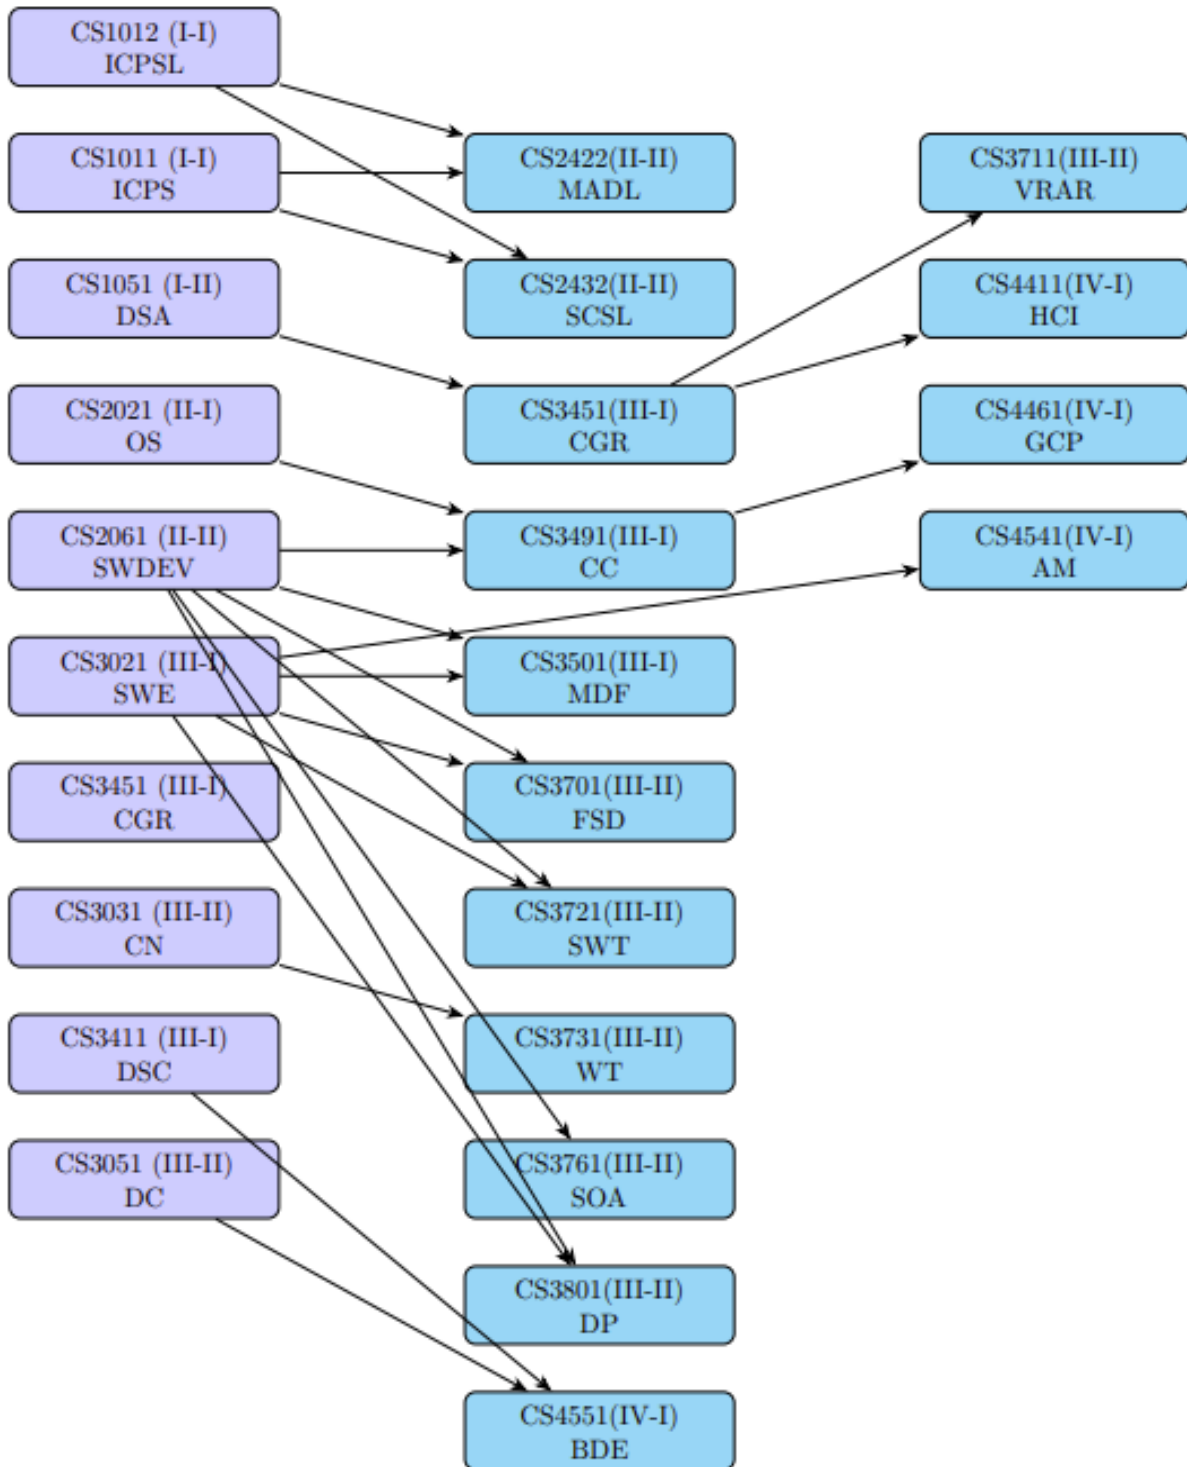 CS1012 (I-I)
ICPSL
CS1011 (I-I)
ICPS
CS2422(II-II)
MADL
CS3711(III-II)
VRAR
CS1051 (I-II)
DSA
CS2432(II-II)
SCSL
CS4411(IV-I)
HCI
CS2021 (II-I)
OS
CS3451(III-I)
CGR
CS4461(IV-I)
GCP
CS2061 (II-II)
SWDEV
CS3491(III-I)
CC
CS4541(IV-I)
AM
CS3021 (III-I)
SWE
CS3501(III-I)
MDF
CS3451 (III-I)
CGR
CS3701(III-II)
FSD
CS3031 (III-II)
CN
CS3721(III-II)
SWT
CS3411 (III-I)
DSC
CS3731(III-II)
WT
CS3051 (III-II)
DC
CS3761(III-II)
SOA
CS3801(III-II)
DP
CS4551(IV-I)
BDE